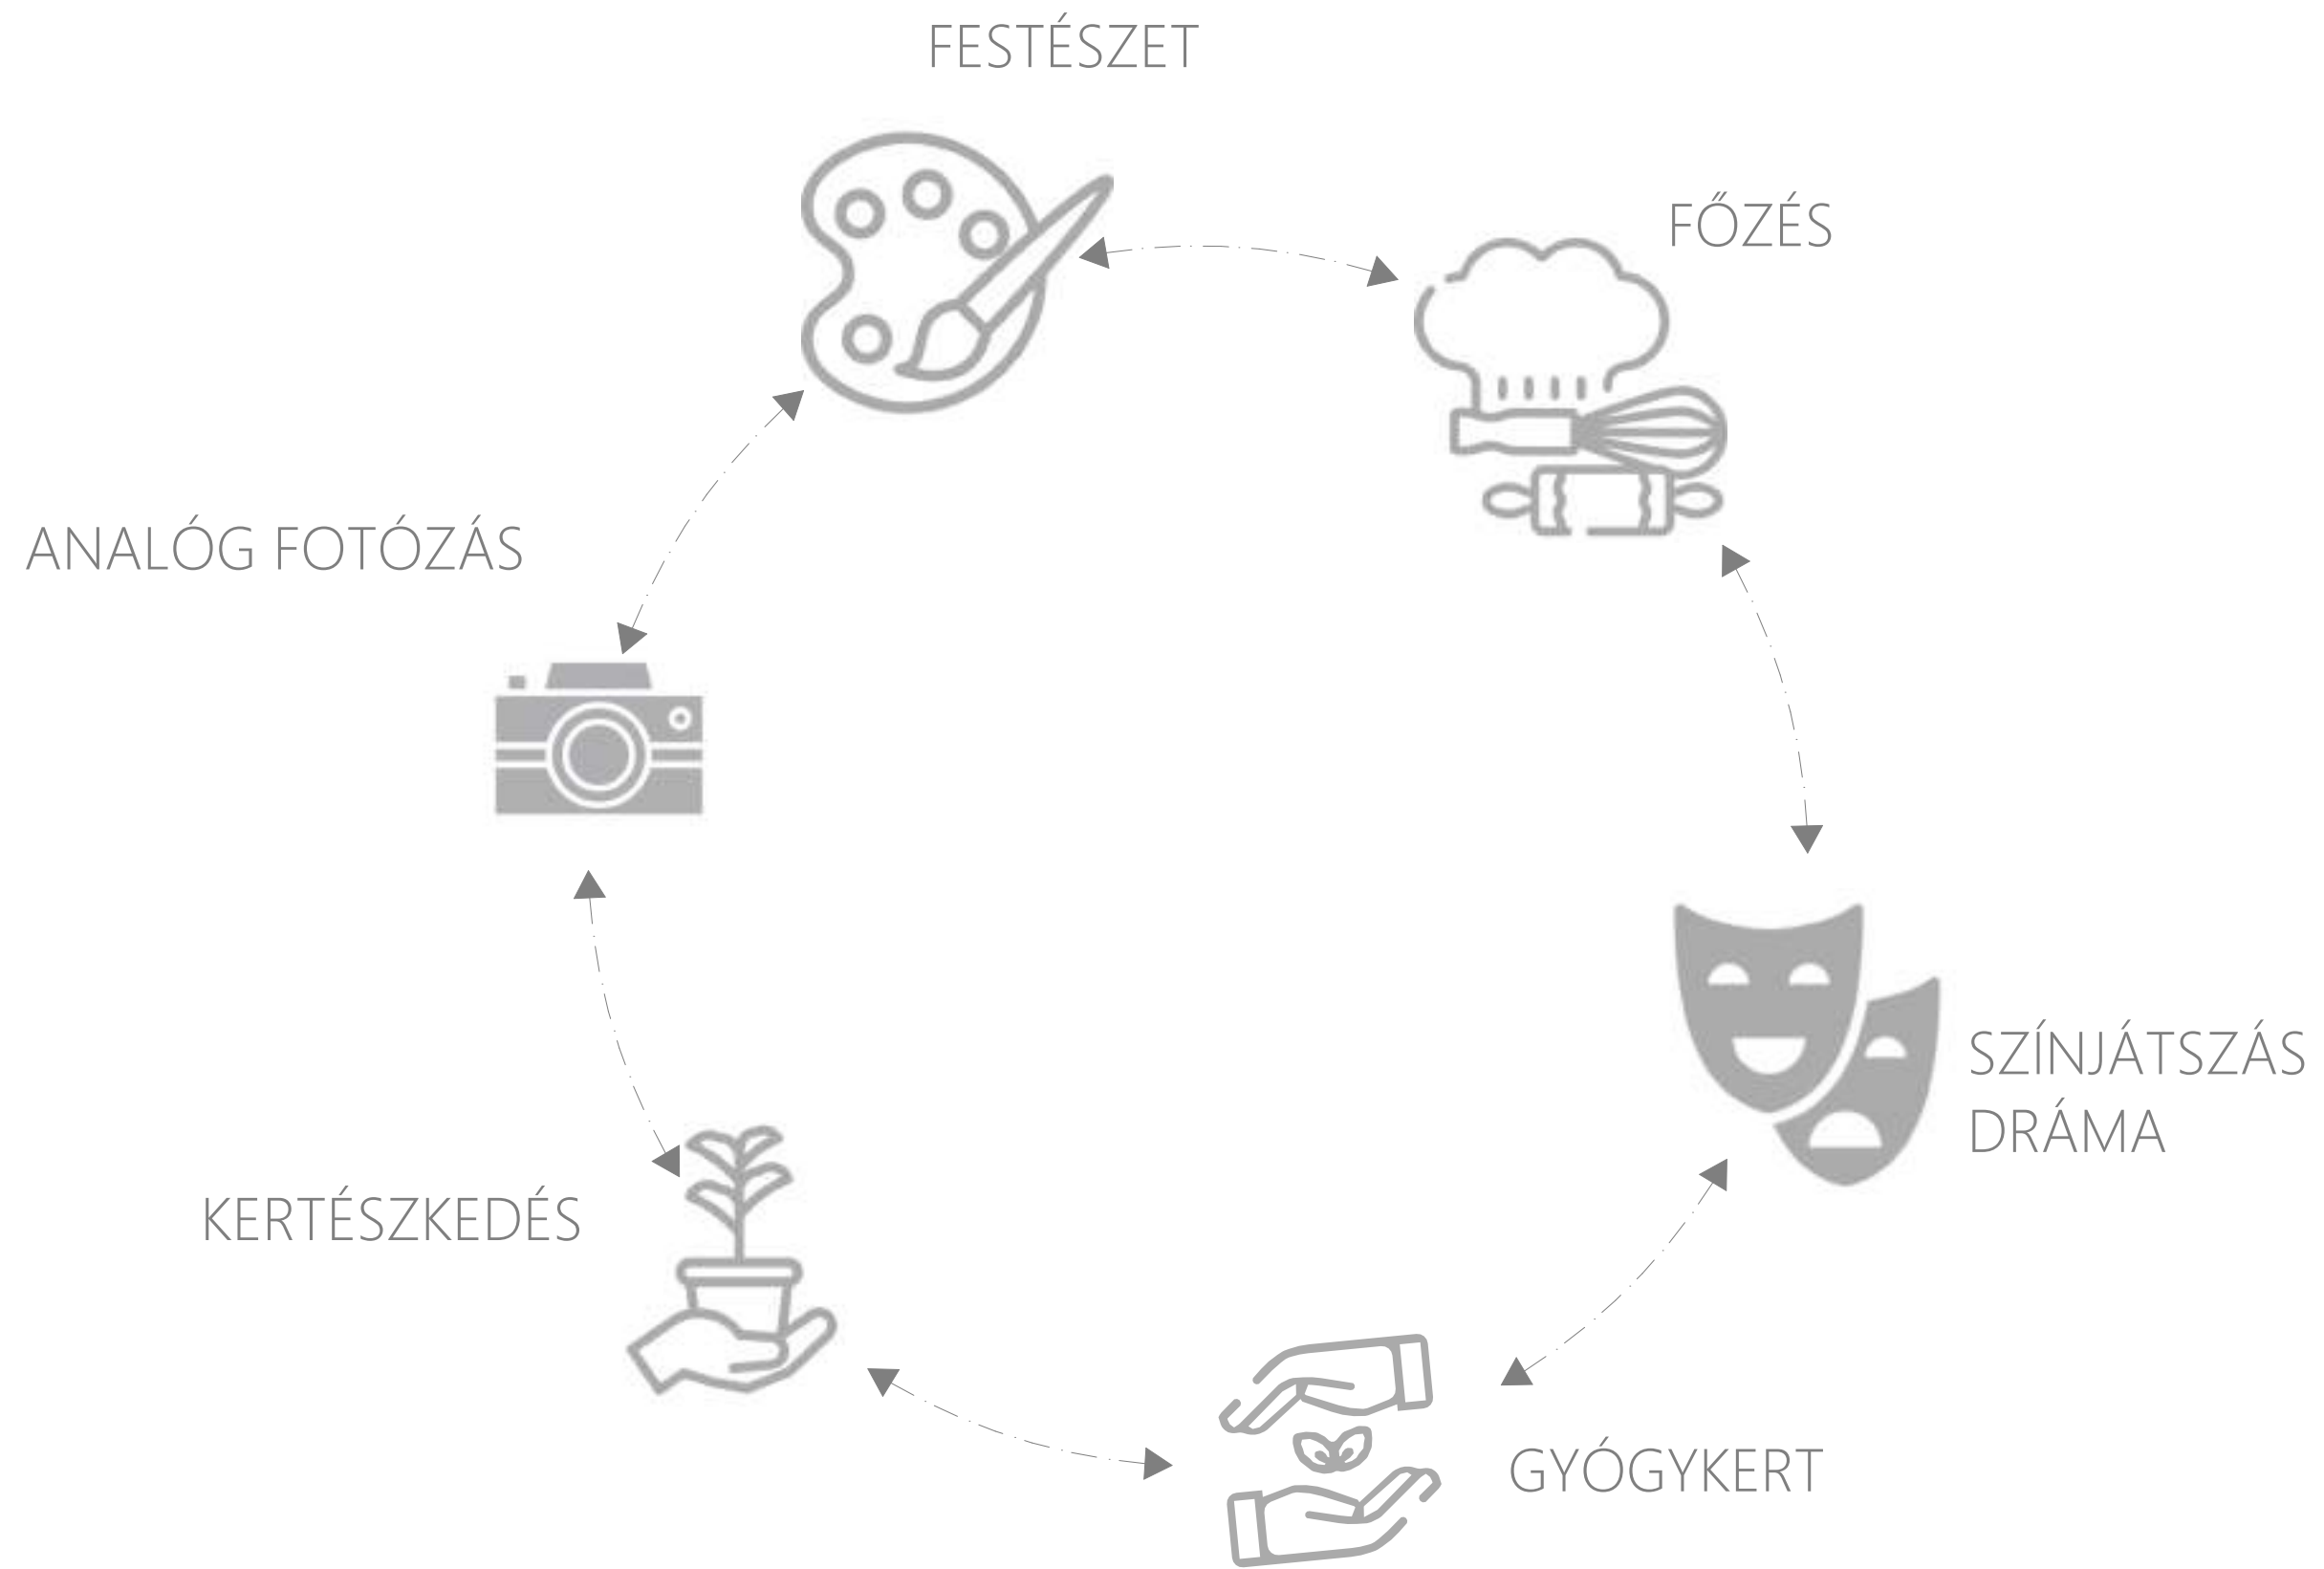 FESTÉSZET
FŐZÉS
ANALÓG FOTÓZÁS
SZÍNJÁTSZÁS
DRÁMA
KERTÉSZKEDÉS
GYÓGYKERT